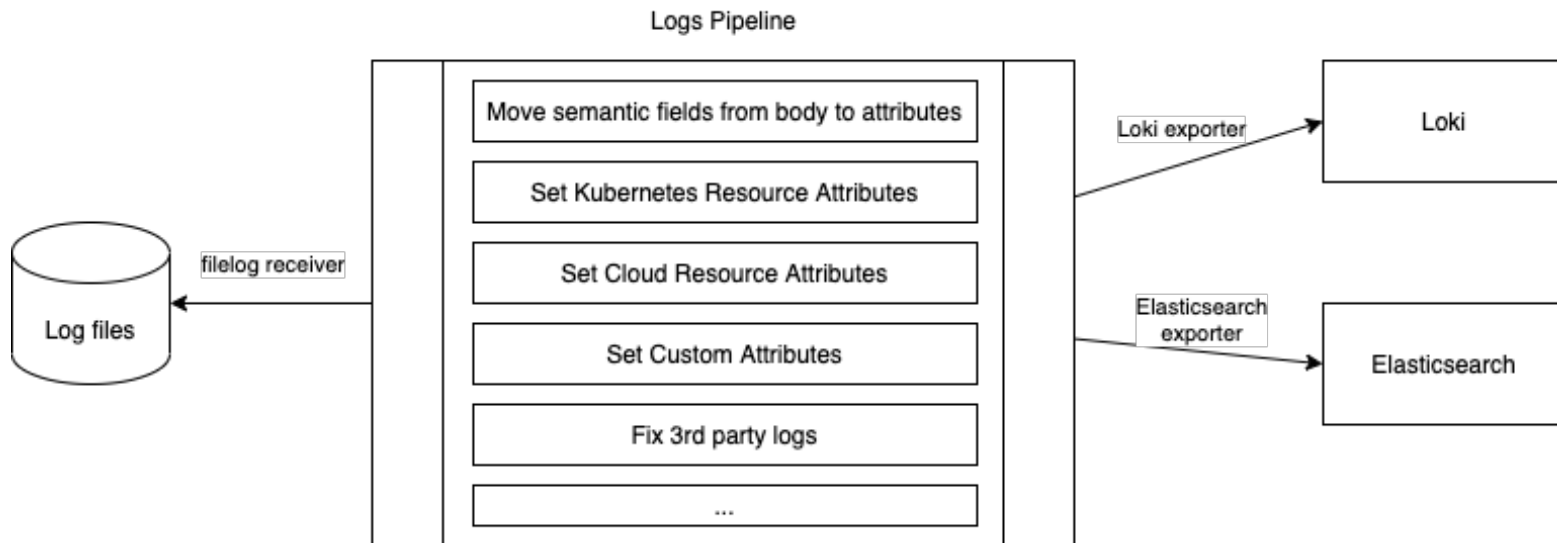 Logs Pipeline
Move semantic fields from body to attributes
Set Kubernetes Resource Attributes
Set Cloud Resource Attributes
Set Custom Attributes
Fix 3rd party logs
...
filelog receiver
Log files
Loki exporter
Loki
Elasticsearch
exporter
Elasticsearch